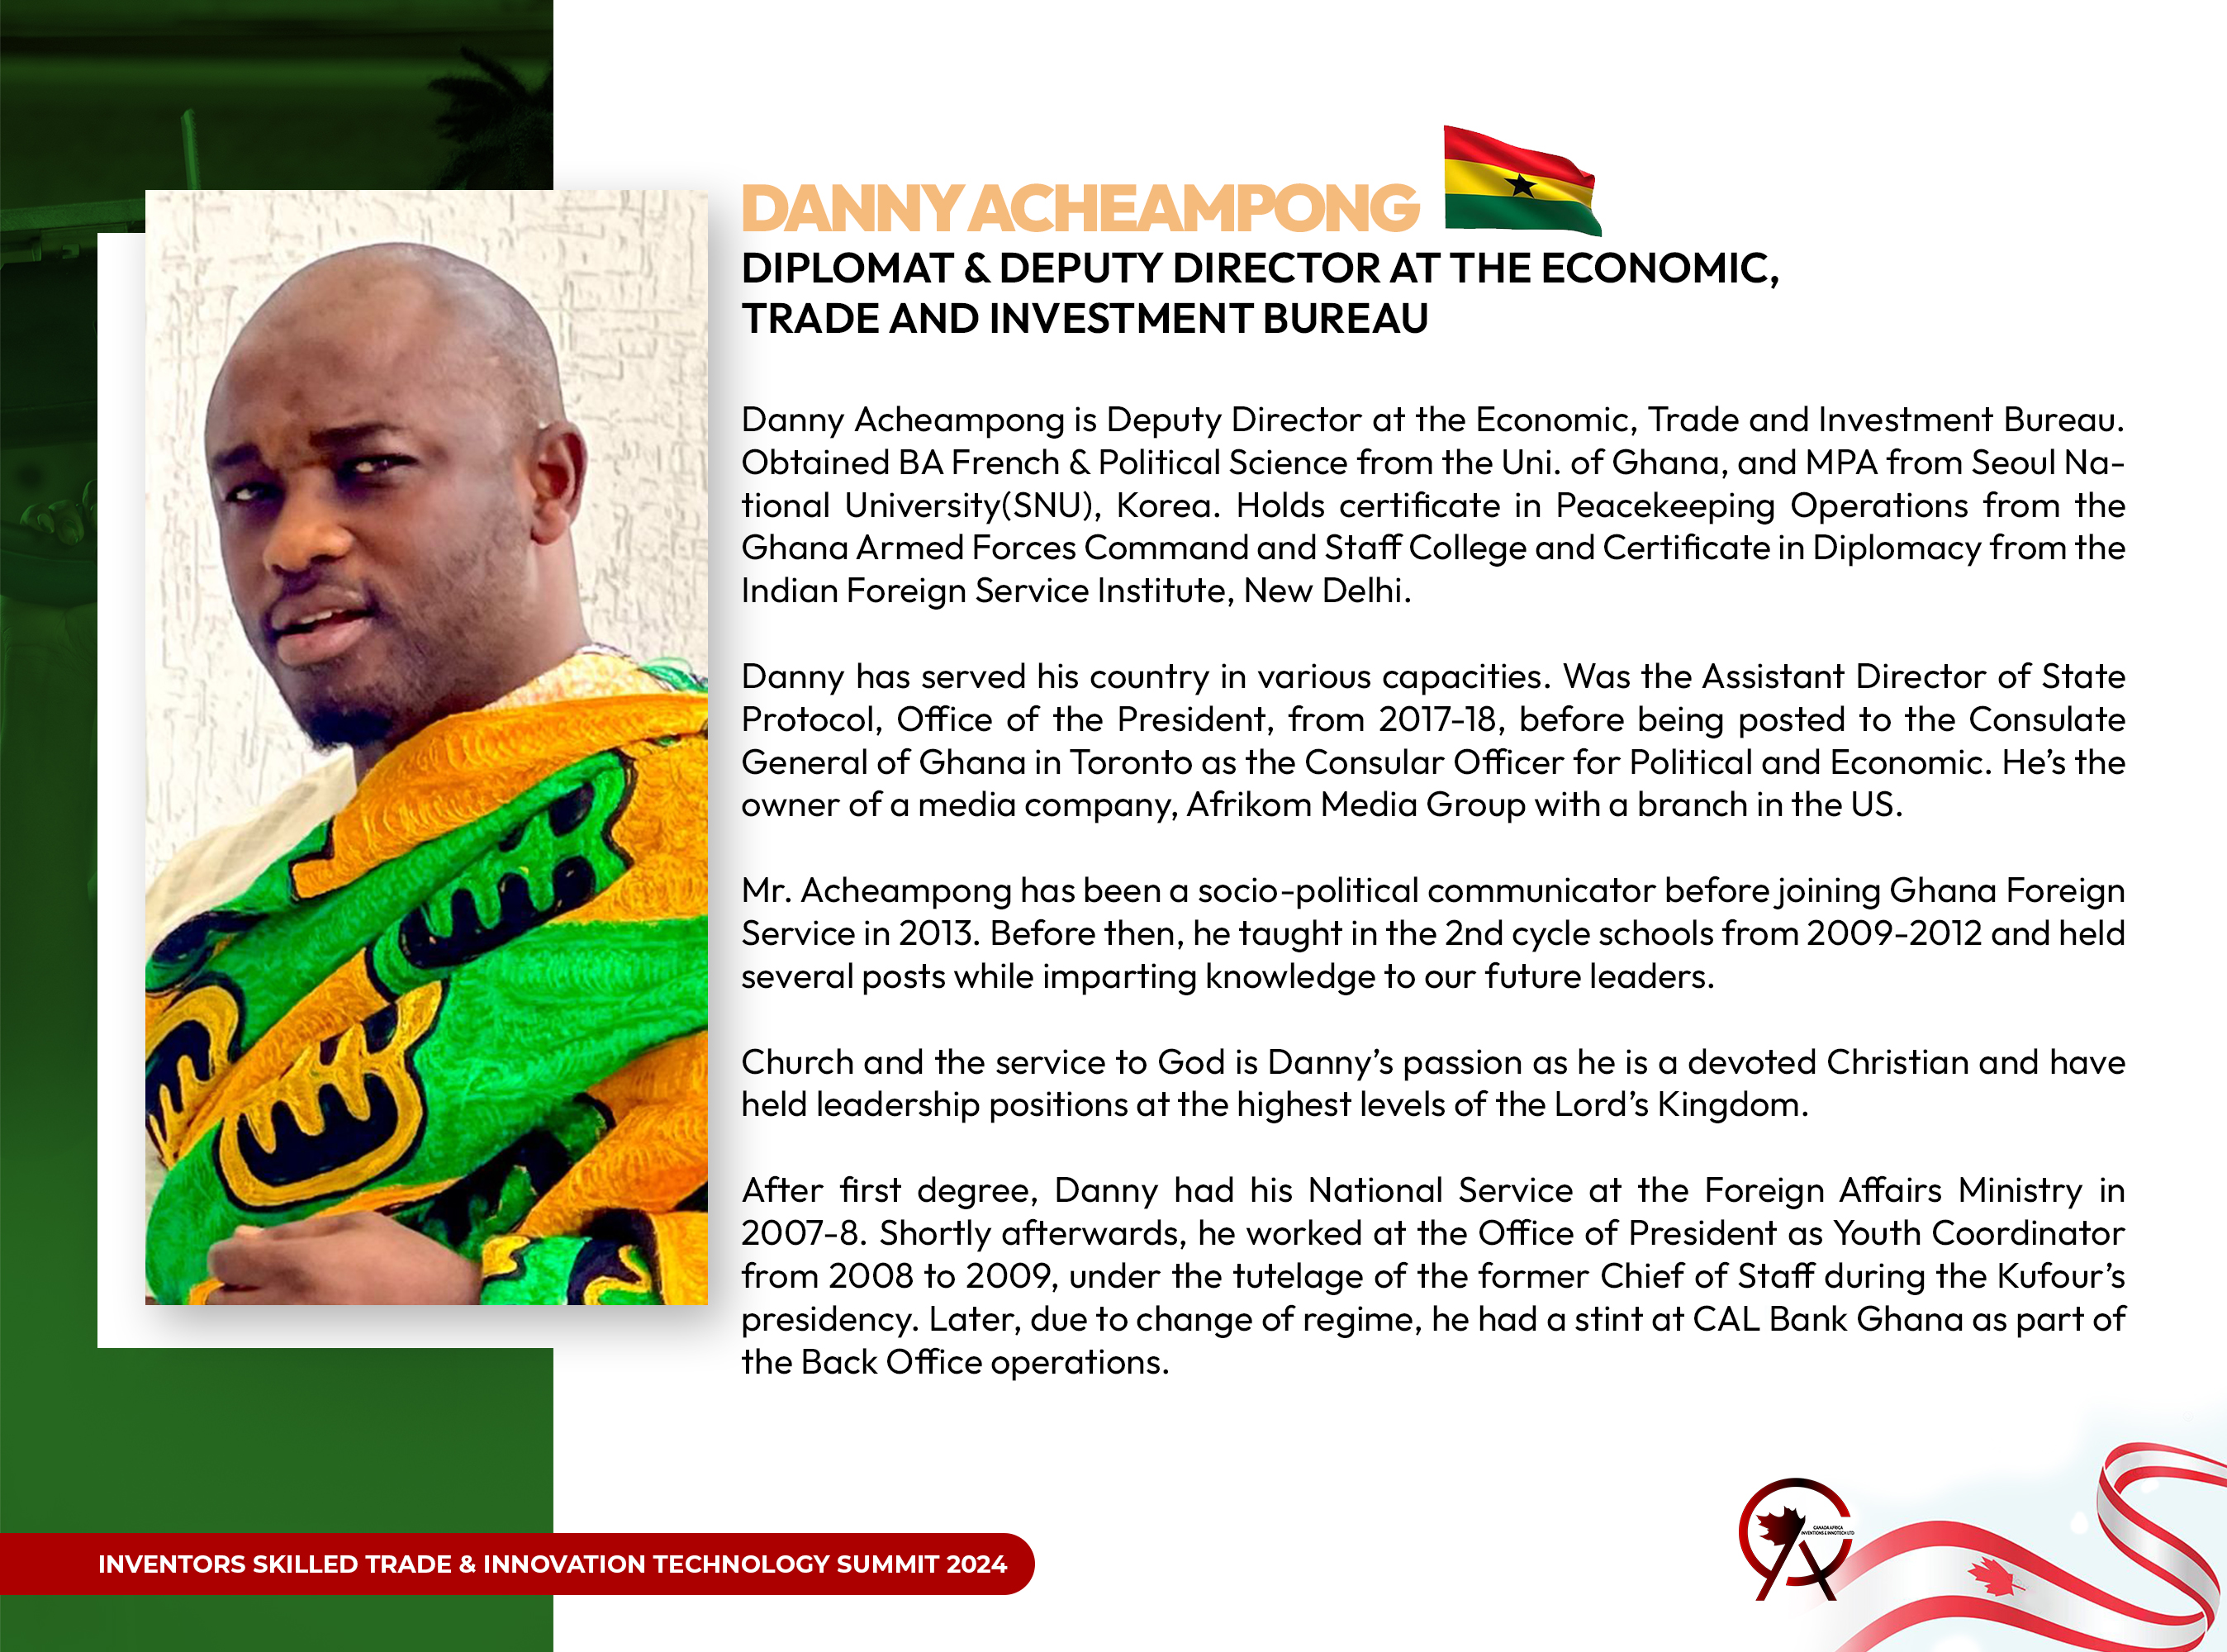 DANNY ACHEAMPONG
DIPLOMAT & DEPUTY DIRECTOR AT THE ECONOMIC,
TRADE AND INVESTMENT BUREAU
Danny Acheampong is Deputy Director at the Economic, Trade and Investment Bureau.
Obtained BA French & Political Science from the Uni. of Ghana, and MPA from Seoul Na-
tional University(SNU), Korea. Holds certificate in Peacekeeping Operations from the
Ghana Armed Forces Command and Staff College and Certificate in Diplomacy from the
Indian Foreign Service Institute, New Delhi.
Danny has served his country in various capacities. Was the Assistant Director of State
Protocol, Office of the President, from 2017-18, before being posted to the Consulate
General of Ghana in Toronto as the Consular Officer for Political and Economic. He’s the
owner of a media company, Afrikom Media Group with a branch in the US.
Mr. Acheampong has been a socio-political communicator before joining Ghana Foreign
Service in 2013. Before then, he taught in the 2nd cycle schools from 2009-2012 and held
several posts while imparting knowledge to our future leaders.
Church and the service to God is Danny’s passion as he is a devoted Christian and have
held leadership positions at the highest levels of the Lord’s Kingdom.
After first degree, Danny had his National Service at the Foreign Affairs Ministry in
2007-8. Shortly afterwards, he worked at the Office of President as Youth Coordinator
from 2008 to 2009, under the tutelage of the former Chief of Staff during the Kufour’s
presidency. Later, due to change of regime, he had a stint at CAL Bank Ghana as part of
the Back Office operations.
CANADA AFRICA
INVENTIONS & INNOTECH LTD
INVENTORS SKILLED TRADE & INNOVATION TECHNOLOGY SUMMIT 2024